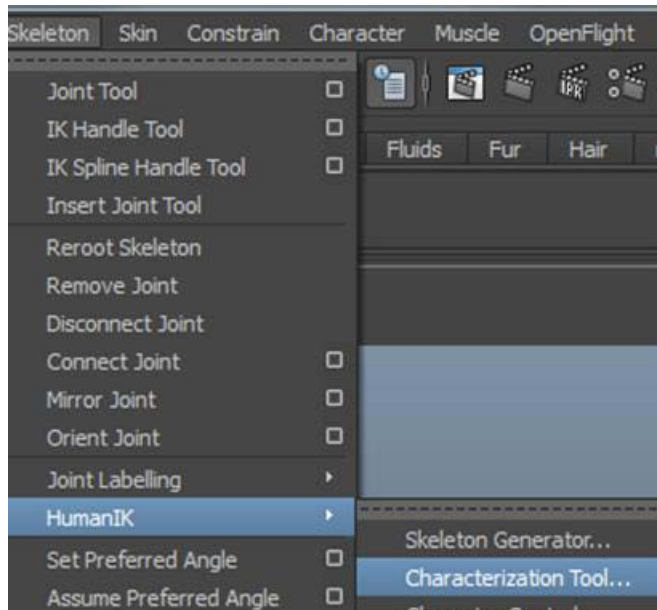 Skeleton Skin Constrain Character Muscle OpenFlight
Joint Tool
IPR
IK Handle Tool
Fluids Fur Hair
IK Spline Handle Tool
Insert Joint Tool
Reroot Skeleton
Remove Joint
Disconnect Joint
Connect Joint
Mirror Joint
Orient Joint
Joint Labelling
HumanIK
Skeleton Generator...
Set Preferred Angle
Characterization Tool...
Assume Preferred Angle